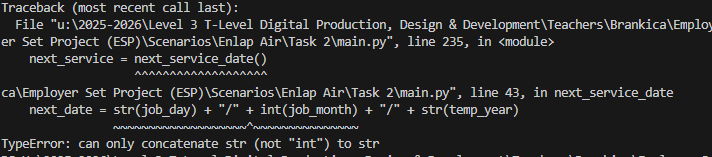 Traceback (most recent call last):
  File "u:\2025-2026\Level 3 T-Level Digital Production, Design & Development\Teachers\Brankica\Employ
er Set Project (ESP)\Scenarios\Enlap Air\Task 2\main.py", line 235, in <module>
    next_service = next_service_date()
                   ^^^^^^^^^^^^^^^^^^^
ca\Employer Set Project (ESP)\Scenarios\Enlap Air\Task 2\main.py", line 43, in next_service_date
    next_date = str(job_day) + "/" + int(job_month) + "/" + str(temp_year)
                ~~~~~~~~~~~~~~~~~~~^~~~~~~~~~~~~~~~
TypeError: can only concatenate str (not "int") to str